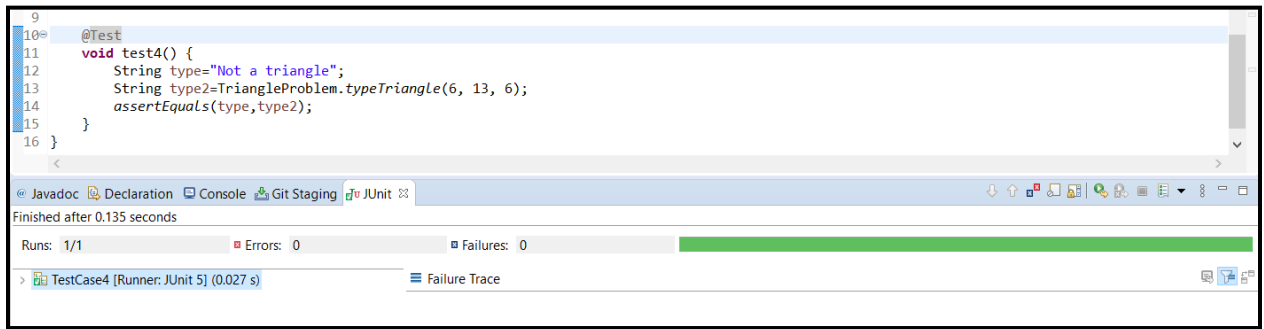 9
10 @Test
11 void test4() {
12 String type="Not a triangle";
13 String type2=TriangleProblem.typeTriangle(6, 13, 6);
14 assertEquals(type,type2);
15 }
16 }
@ Javadoc Declaration Console Git Staging JUnit
Finished after 0.135 seconds
Runs: 1/1 Errors: 0 Failures: 0
TestCase4 [Runner: JUnit 5] (0.027 s) Failure Trace